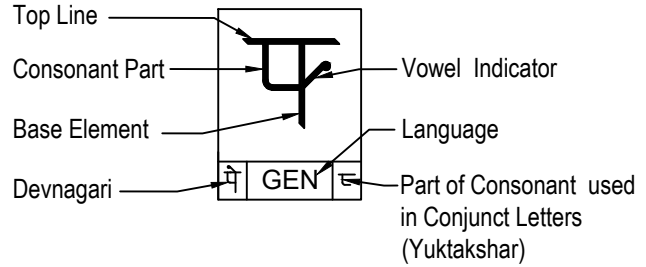 Top Line
Consonant Part
Vowel Indicator
Base Element
Language
Devnagari
पे GEN
Part of Consonant used
in Conjunct Letters
(Yuktakshar)